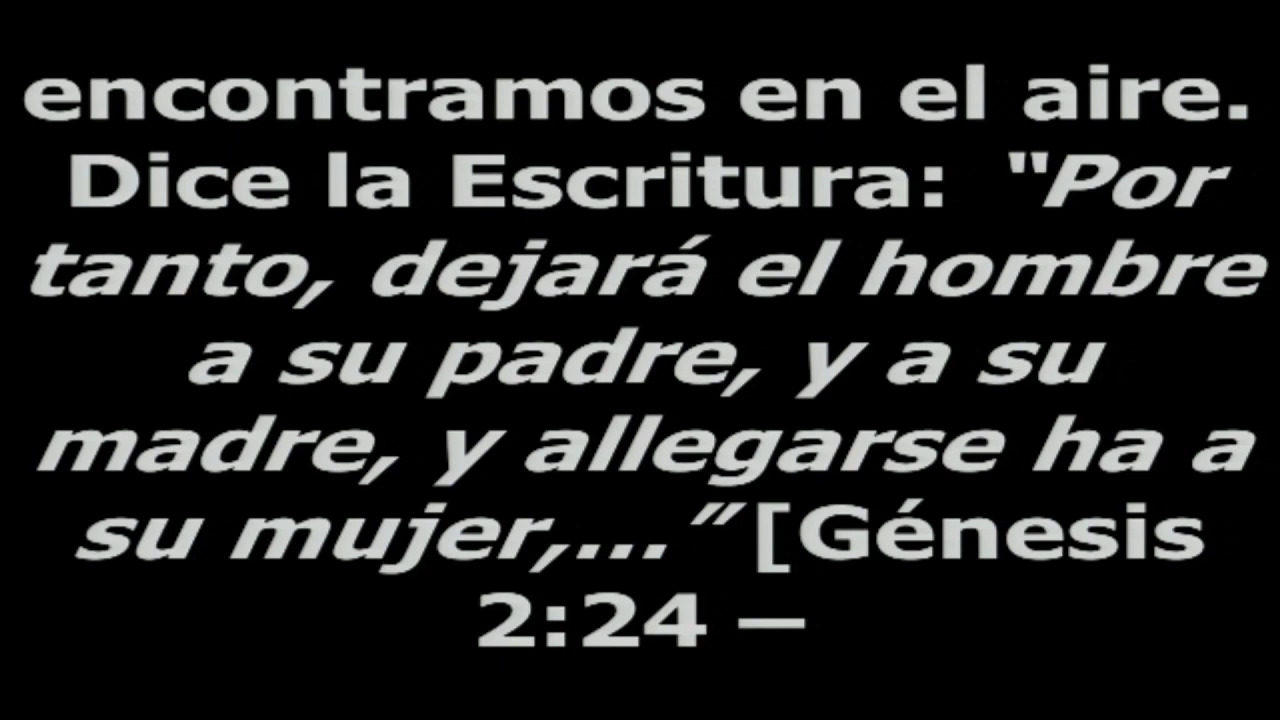 encontramos en el aire.
Dice la Escritura: "Por
tanto, dejará el hombre
a su padre, y a su
madre, y allegarse ha a
su mujer,...” [Génesis
2:24 —